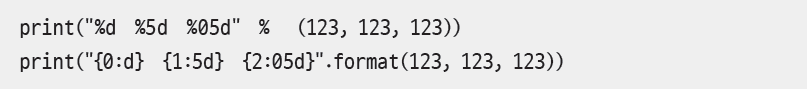 print("%d  %5d  %05d"  %   (123, 123, 123))
print("{0:d}  {1:5d}  {2:05d}".format(123, 123, 123))